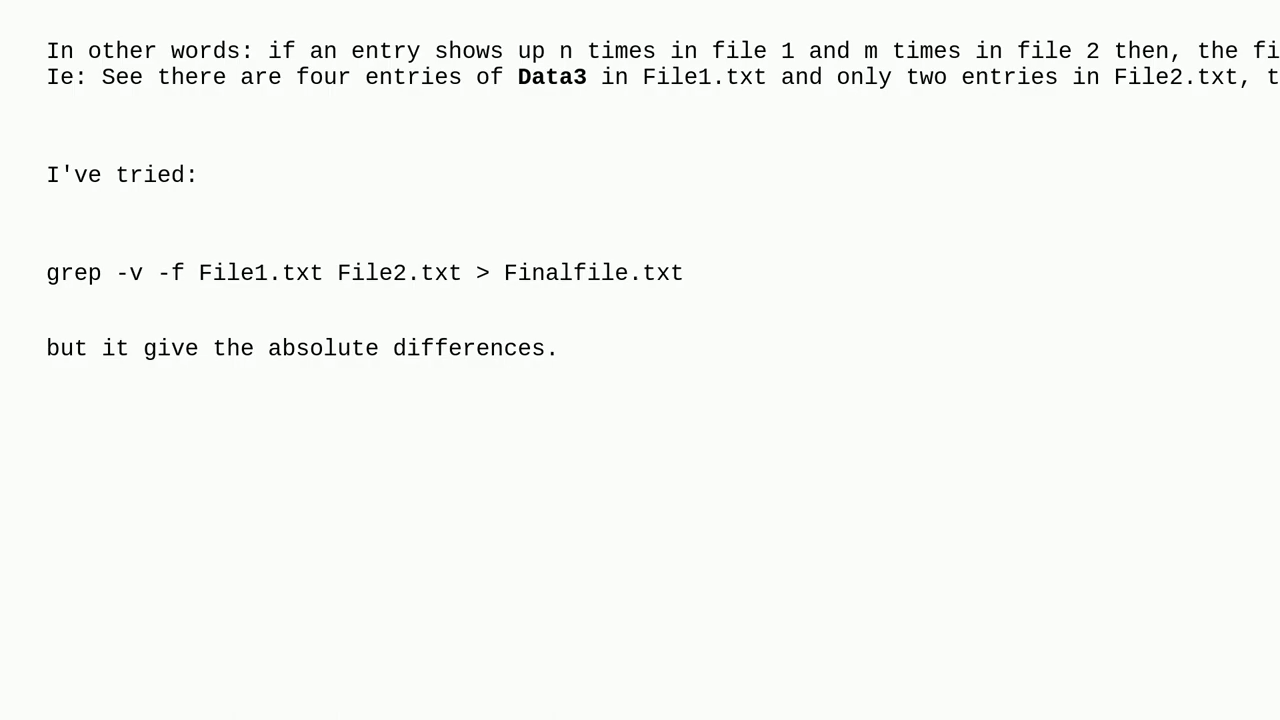 In other words: if an entry shows up n times in file 1 and m times in file 2 then, the
Ie: See there are four entries of Data3 in File1.txt and only two entries in File2.txt,
I've tried:
grep -v -f File1.txt File2.txt > Finalfile.txt
but it give the absolute differences.